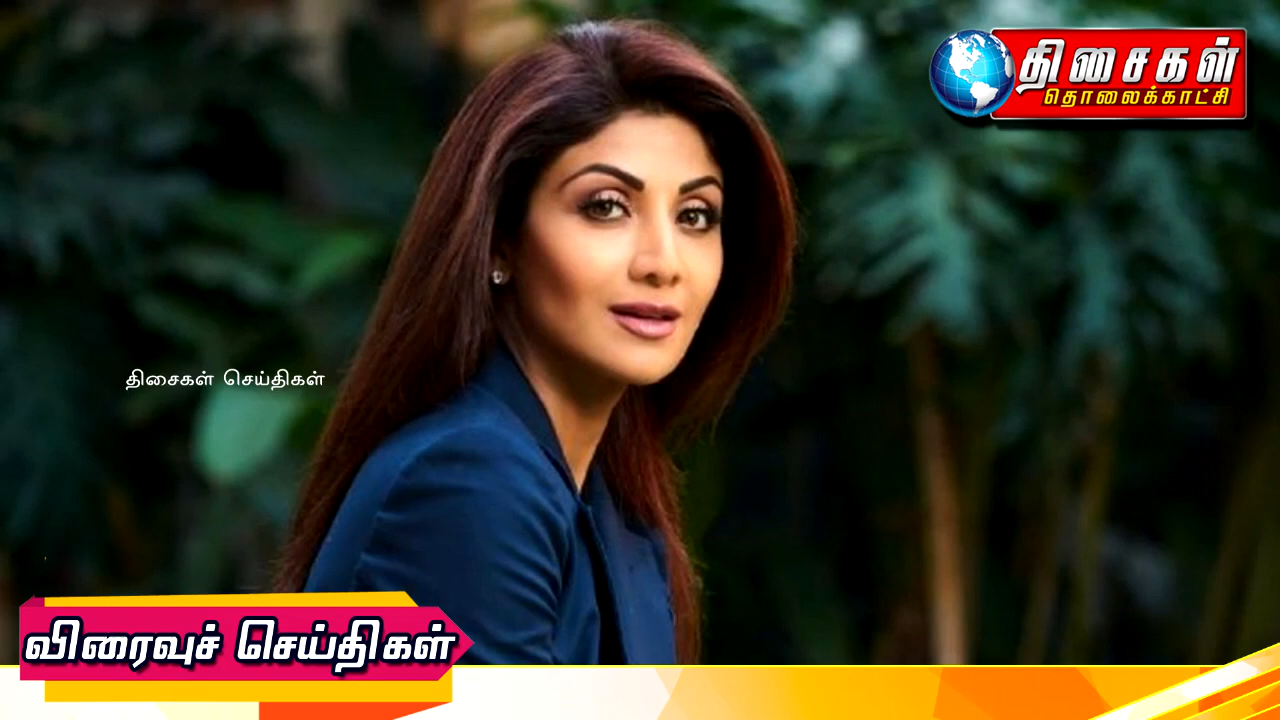 திசைகள்
தொலைக்காட்சி
திசைகள் செய்திகள்
விரைவுச் செய்திகள்